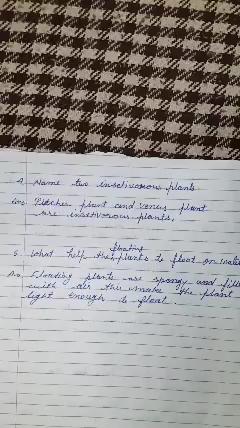 4. Name two insectivorous plants.
Ans Pitcher plant and venus plant
are insectivorous plants.
floating
5. What help the plants to float on water
Ans Floating plants are spongy and fill
with air this make the plant
light enough to float